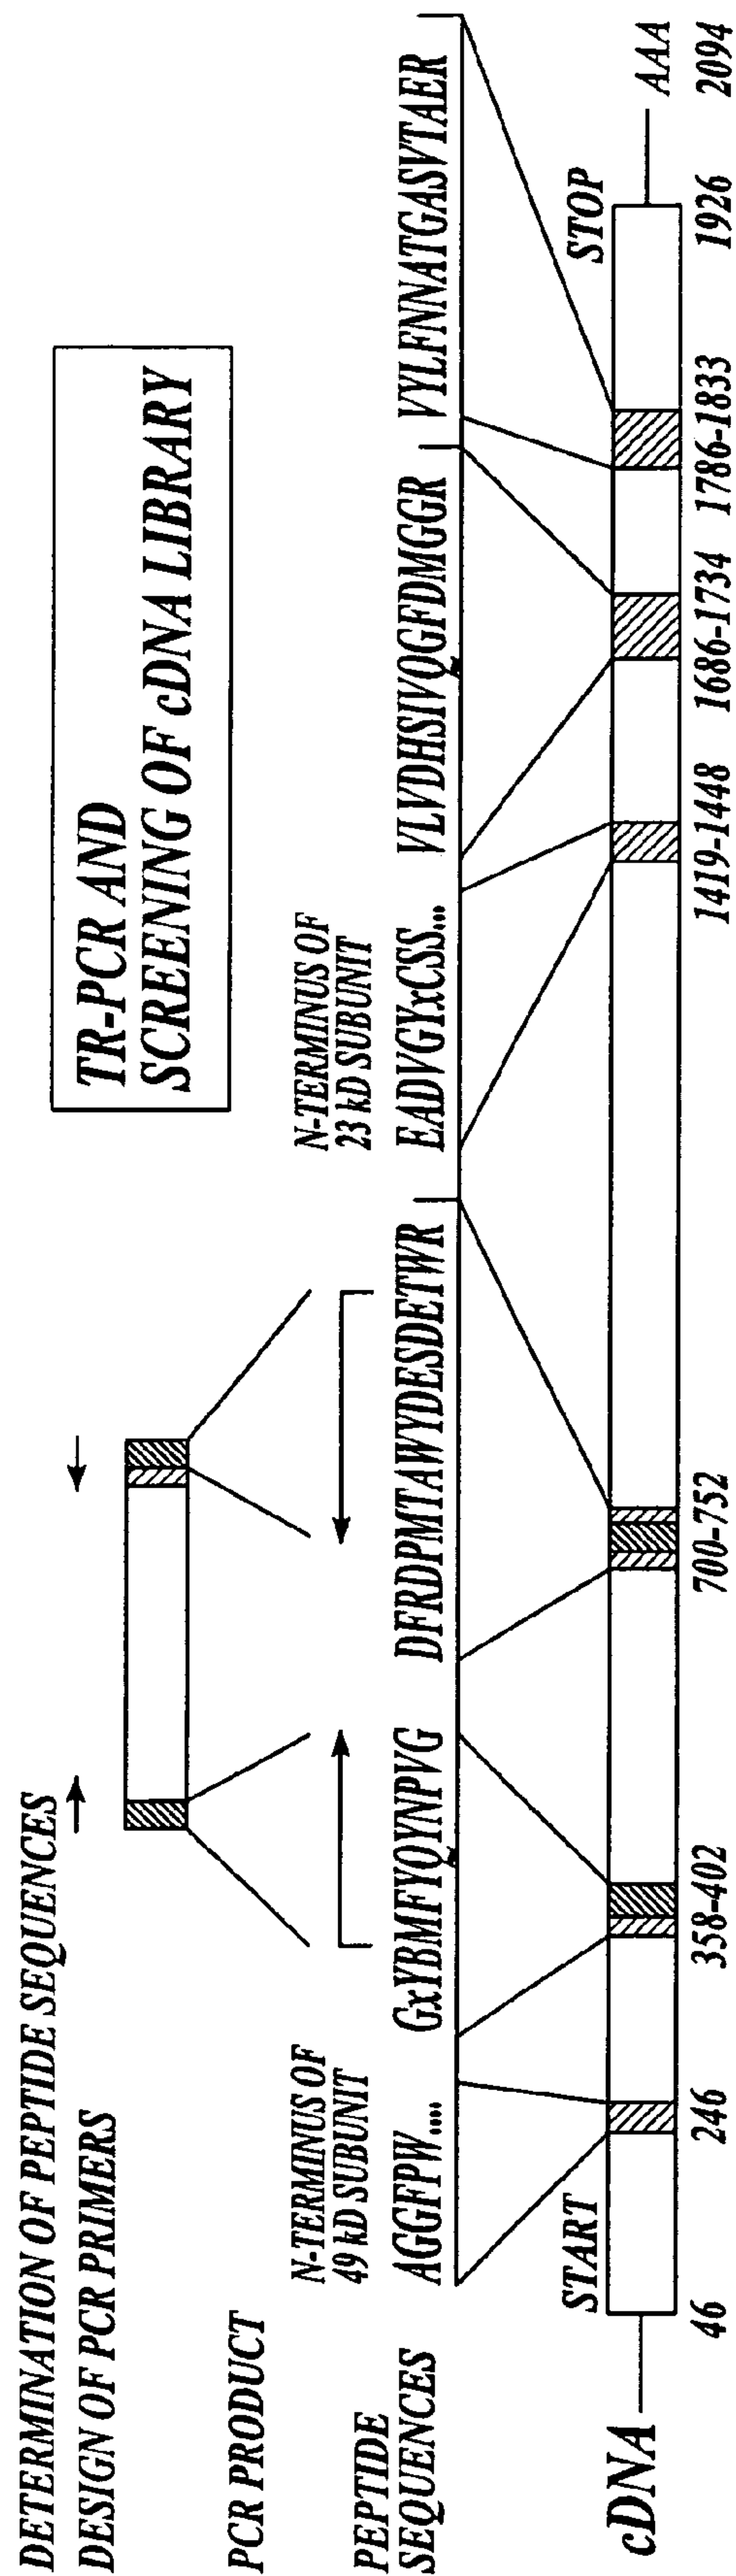 DETERMINATION OF PEPTIDE SEQUENCES
DESIGN OF PCR PRIMERS
TR-PCR AND
SCREENING OF cDNA LIBRARY
PCR PRODUCT
N-TERMINUS OF
49 kD SUBUNIT
N-TERMINUS OF
23 kD SUBUNIT
PEPTIDE
SEQUENCES
AGGFPW.... GxYBMFYQYNPVG DFRDPMTAWYDESDETWR EADVGYxCSS... VLVDHSIVQGFDMGGR VYLFNNATGASVTAER
START STOP
cDNA AAA
46 246 358-402 700-752 1419-1448 1686-1734 1786-1833 1926 2094